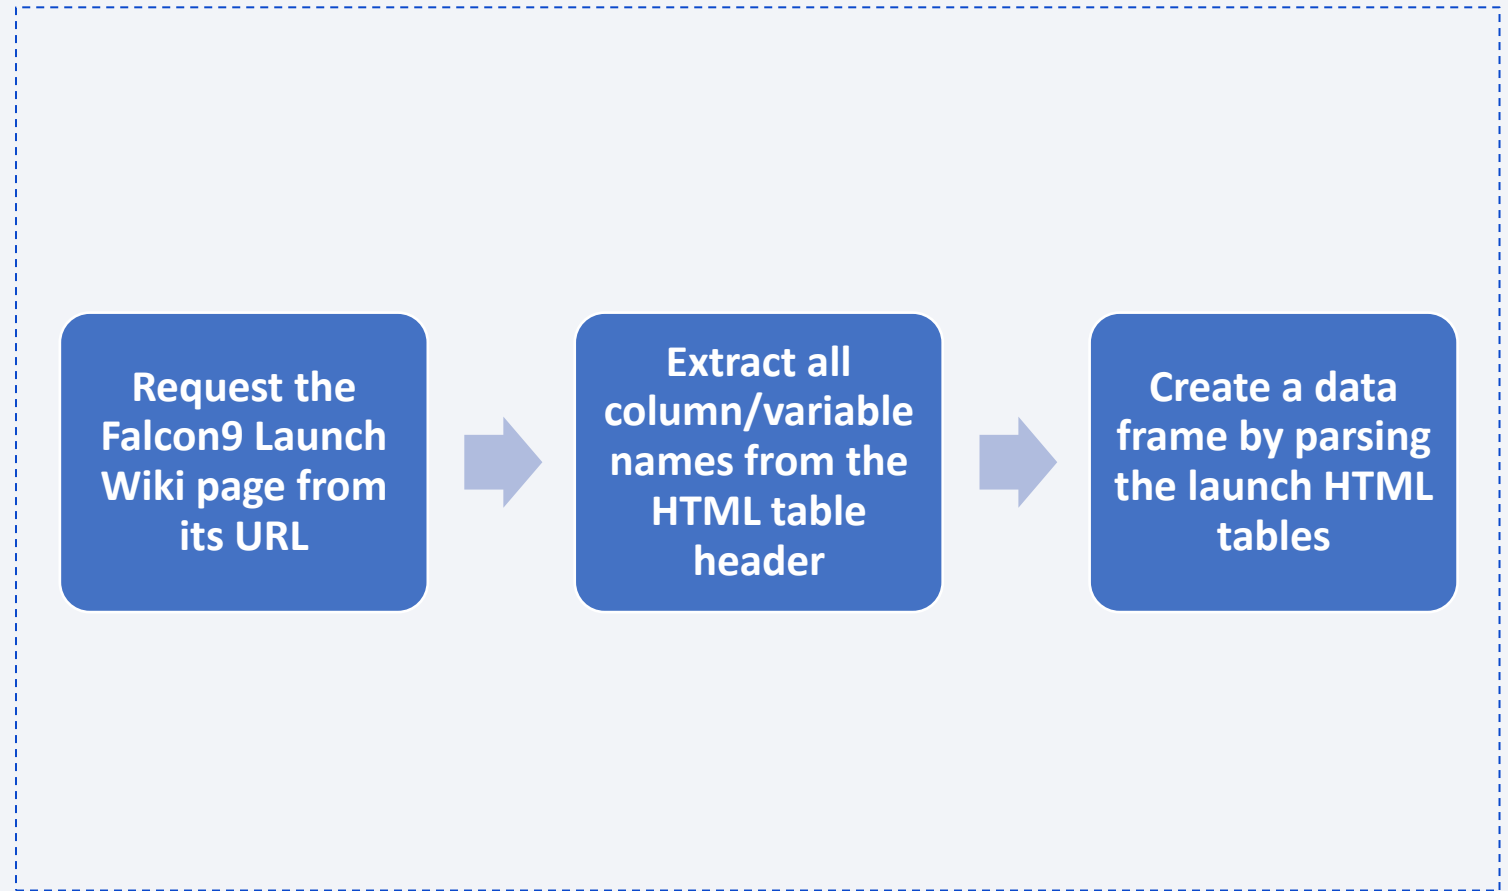 Request the
Falcon9 Launch
Wiki page from
its URL
Extract all
column/variable
names from the
HTML table
header
Create a data
frame by parsing
the launch HTML
tables